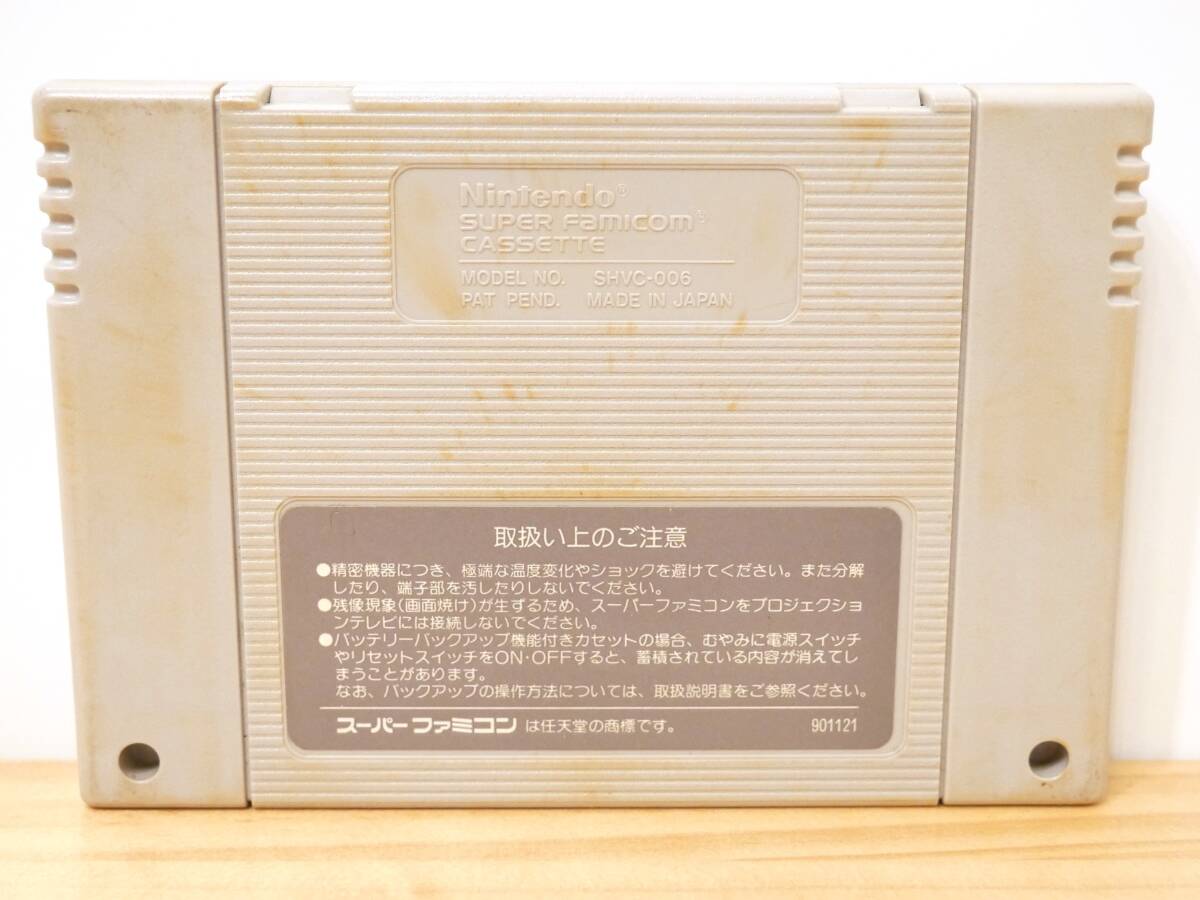 Nintendo®
SUPER FAMICOM
CASSETTE
MODEL NO. SHVC-006
PAT PEND. MADE IN JAPAN
取扱い上のご注意
●精密機器につき、極端な温度変化やショックを避けてください。また分解
したり、端子部を汚したりしないでください。
●残像現象(画面焼け)が生ずるため、スーパーファミコンをプロジェクショ
ンテレビには接続しないでください。
●バッテリーバックアップ機能付きカセットの場合、むやみに電源スイッチ
やリセットスイッチをON・OFFすると、蓄積されている内容が消えてし
まうことがあります。
なお、バックアップの操作方法については、取扱説明書をご参照ください。
スーパーファミコン は任天堂の商標です。 901121